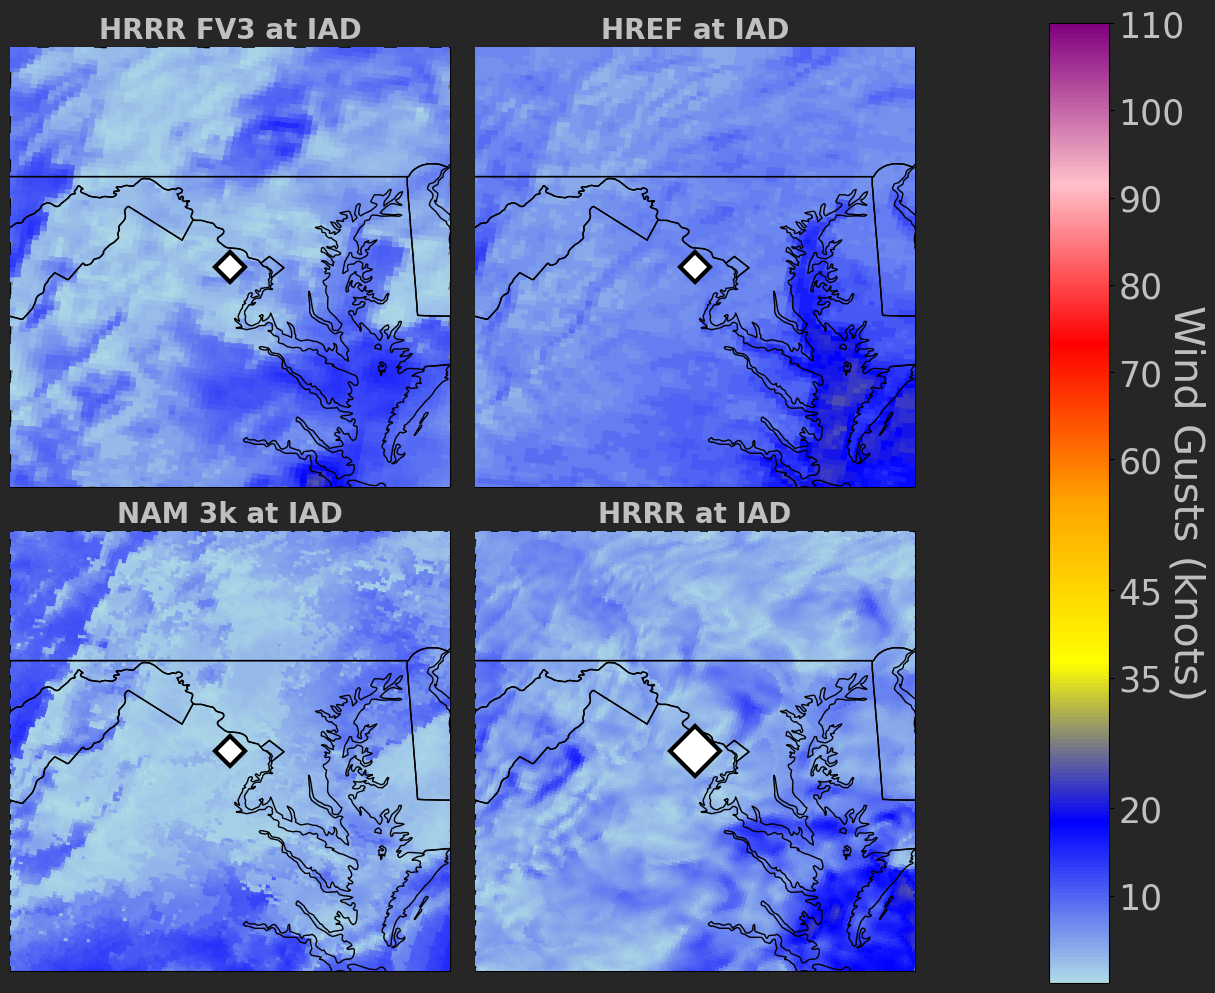 HRRR FV3 at IAD
HREF at IAD
NAM 3k at IAD
HRRR at IAD
110
100
90
80
70
60
45
35
20
10
Wind Gusts (knots)